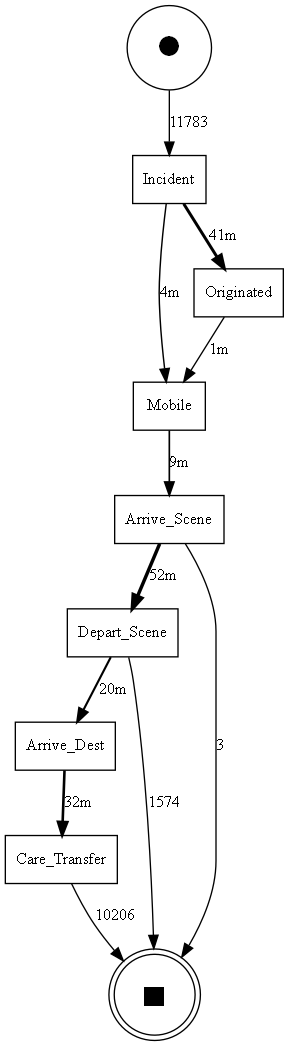 11783
Incident
41m
4m
Originated
1m
Mobile
9m
Arrive_Scene
52m
Depart_Scene
20m
3
Arrive_Dest
32m
1574
Care_Transfer
10206